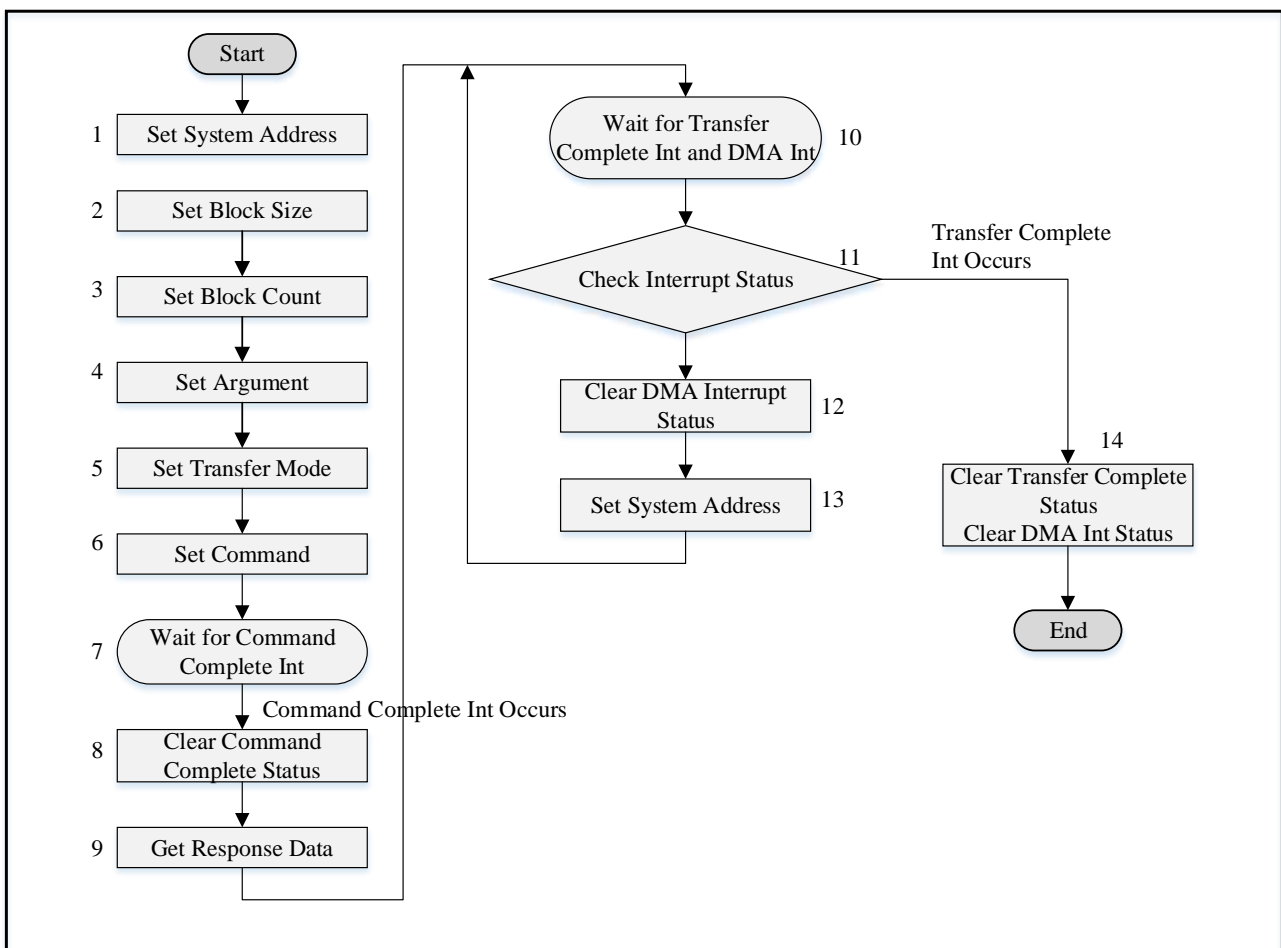 Start
1
Set System Address
2
Set Block Size
3
Set Block Count
4
Set Argument
5
Set Transfer Mode
6
Set Command
7
Wait for Command
Complete Int
Command Complete Int Occurs
8
Clear Command
Complete Status
9
Get Response Data
Wait for Transfer
Complete Int and DMA Int
10
11
Check Interrupt Status
Transfer Complete
Int Occurs
Clear DMA Interrupt
Status
12
Set System Address
13
14
Clear Transfer Complete
Status
Clear DMA Int Status
End